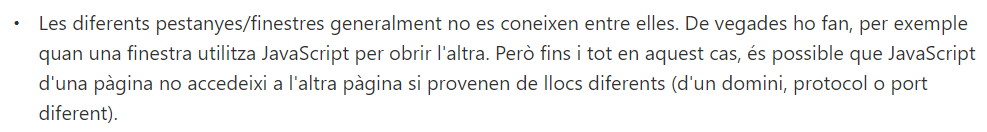 • Les diferents pestanyes/finestres generalment no es coneixen entre elles. De vegades ho fan, per exemple
quan una finestra utilitza JavaScript per obrir l'altra. Però fins i tot en aquest cas, és possible que JavaScript
d'una pàgina no accedeixi a l'altra pàgina si provenen de llocs diferents (d'un domini, protocol o port
diferent).